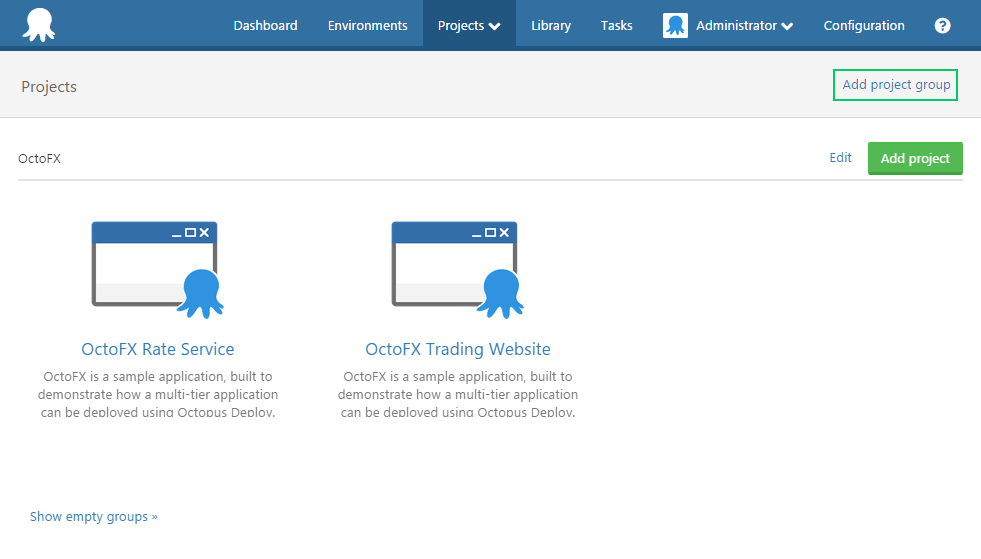 Dashboard Environments Projects Library Tasks Administrator Configuration ?
Projects
Add project group
OctoFX
Edit
Add project
OctoFX Rate Service
OctoFX is a sample application, built to
demonstrate how a multi-tier application
can be deployed using Octopus Deploy.
OctoFX Trading Website
OctoFX is a sample application, built to
demonstrate how a multi-tier application
can be deployed using Octopus Deploy.
Show empty groups »